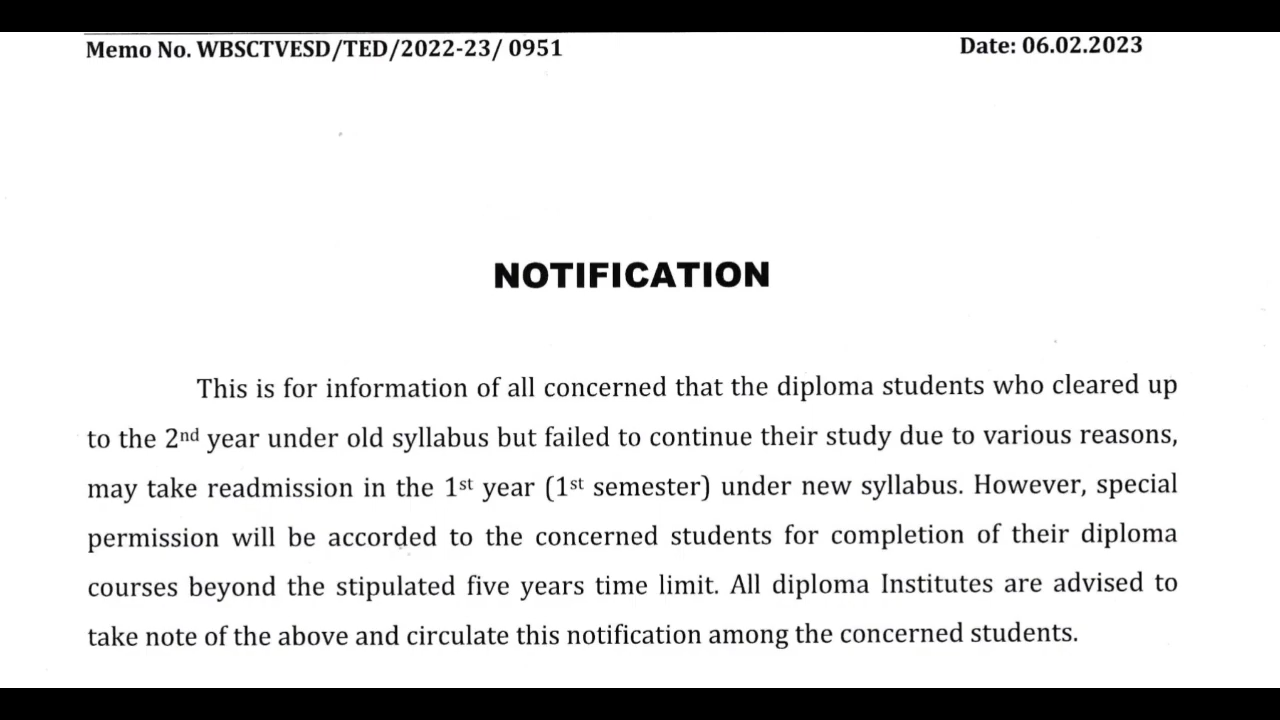 Memo No. WBSCTVESD/TED/2022-23/ 0951 Date: 06.02.2023
NOTIFICATION
This is for information of all concerned that the diploma students who cleared up
to the 2nd year under old syllabus but failed to continue their study due to various reasons,
may take readmission in the 1st year (1st semester) under new syllabus. However, special
permission will be accorded to the concerned students for completion of their diploma
courses beyond the stipulated five years time limit. All diploma Institutes are advised to
take note of the above and circulate this notification among the concerned students.